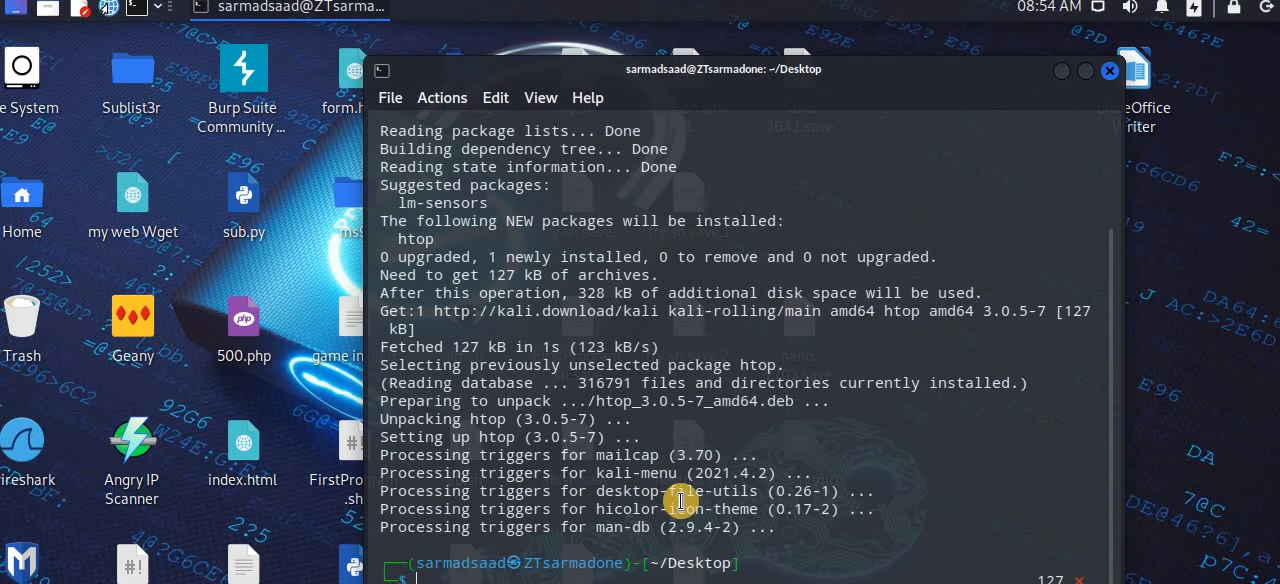 sarmadsaad@ZTsarma...
08:54 AM
sarmadsaad@ZTsarmadone: ~/Desktop
File Actions Edit View Help
Reading package lists... Done
Building dependency tree... Done
Reading state information... Done
Suggested packages:
lm-sensors
The following NEW packages will be installed:
htop
0 upgraded, 1 newly installed, 0 to remove and 0 not upgraded.
Need to get 127 kB of archives.
After this operation, 328 kB of additional disk space will be used.
Get:1 http://kali.download/kali kali-rolling/main amd64 htop amd64 3.0.5-7 [127
kB]
Fetched 127 kB in 1s (123 kB/s)
Selecting previously unselected package htop.
(Reading database ... 316791 files and directories currently installed.)
Preparing to unpack .../htop_3.0.5-7_amd64.deb ...
Unpacking htop (3.0.5-7) ...
Setting up htop (3.0.5-7) ...
Processing triggers for mailcap (3.70) ...
Processing triggers for kali-menu (2021.4.2) ...
Processing triggers for desktop-file-utils (0.26-1) ...
Processing triggers for hicolor-icon-theme (0.17-2) ...
Processing triggers for man-db (2.9.4-2) ...
┌──(sarmadsaad㉿ZTsarmadone)-[~/Desktop]
└─$
127 ⨯
e System
Sublist3r
Burp Suite
Community ...
form.h
eOffice
riter
Home
my web Wget
sub.py
ms9
Trash
Geany
500.php
game in
ireshark
Angry IP
Scanner
index.html
FirstPro
.sh